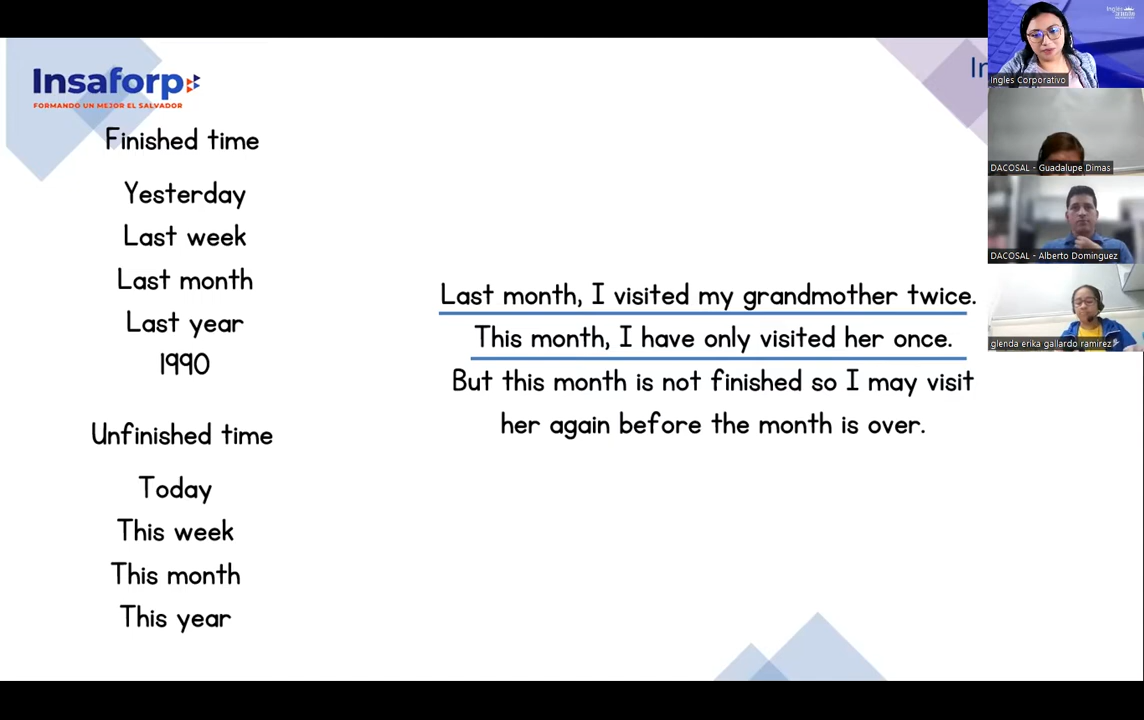 Insaforp
FORMANDO UN MEJOR EL SALVADOR
Finished time
Yesterday
Last week
Last month
Last year
1990
Unfinished time
Today
This week
This month
This year
Last month, I visited my grandmother twice.
This month, I have only visited her once.
But this month is not finished so I may visit
her again before the month is over.
Ingles Corporativo
DACOSAL - Guadalupe Dimas
DACOSAL - Alberto Dominguez
glenda erika gallardo ramirez